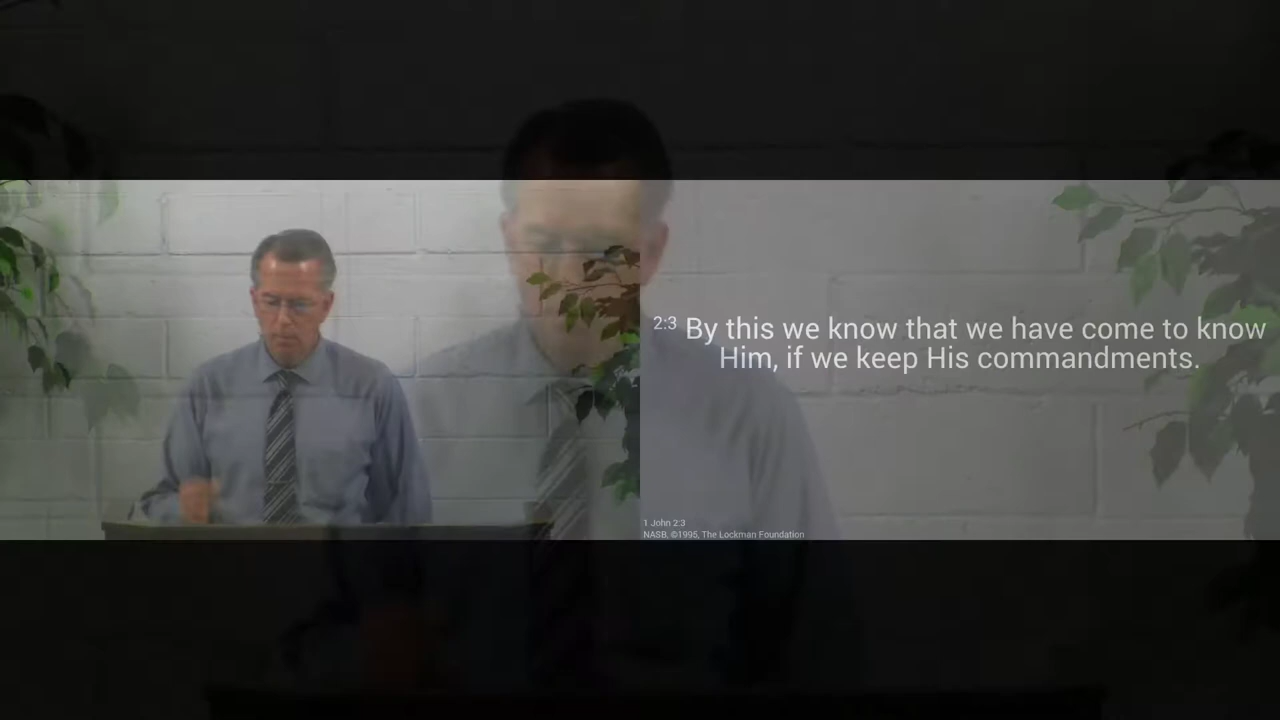 2:3 By this we know that we have come to know
Him, if we keep His commandments.
1 John 2:3
NASB, ©1995, The Lockman Foundation